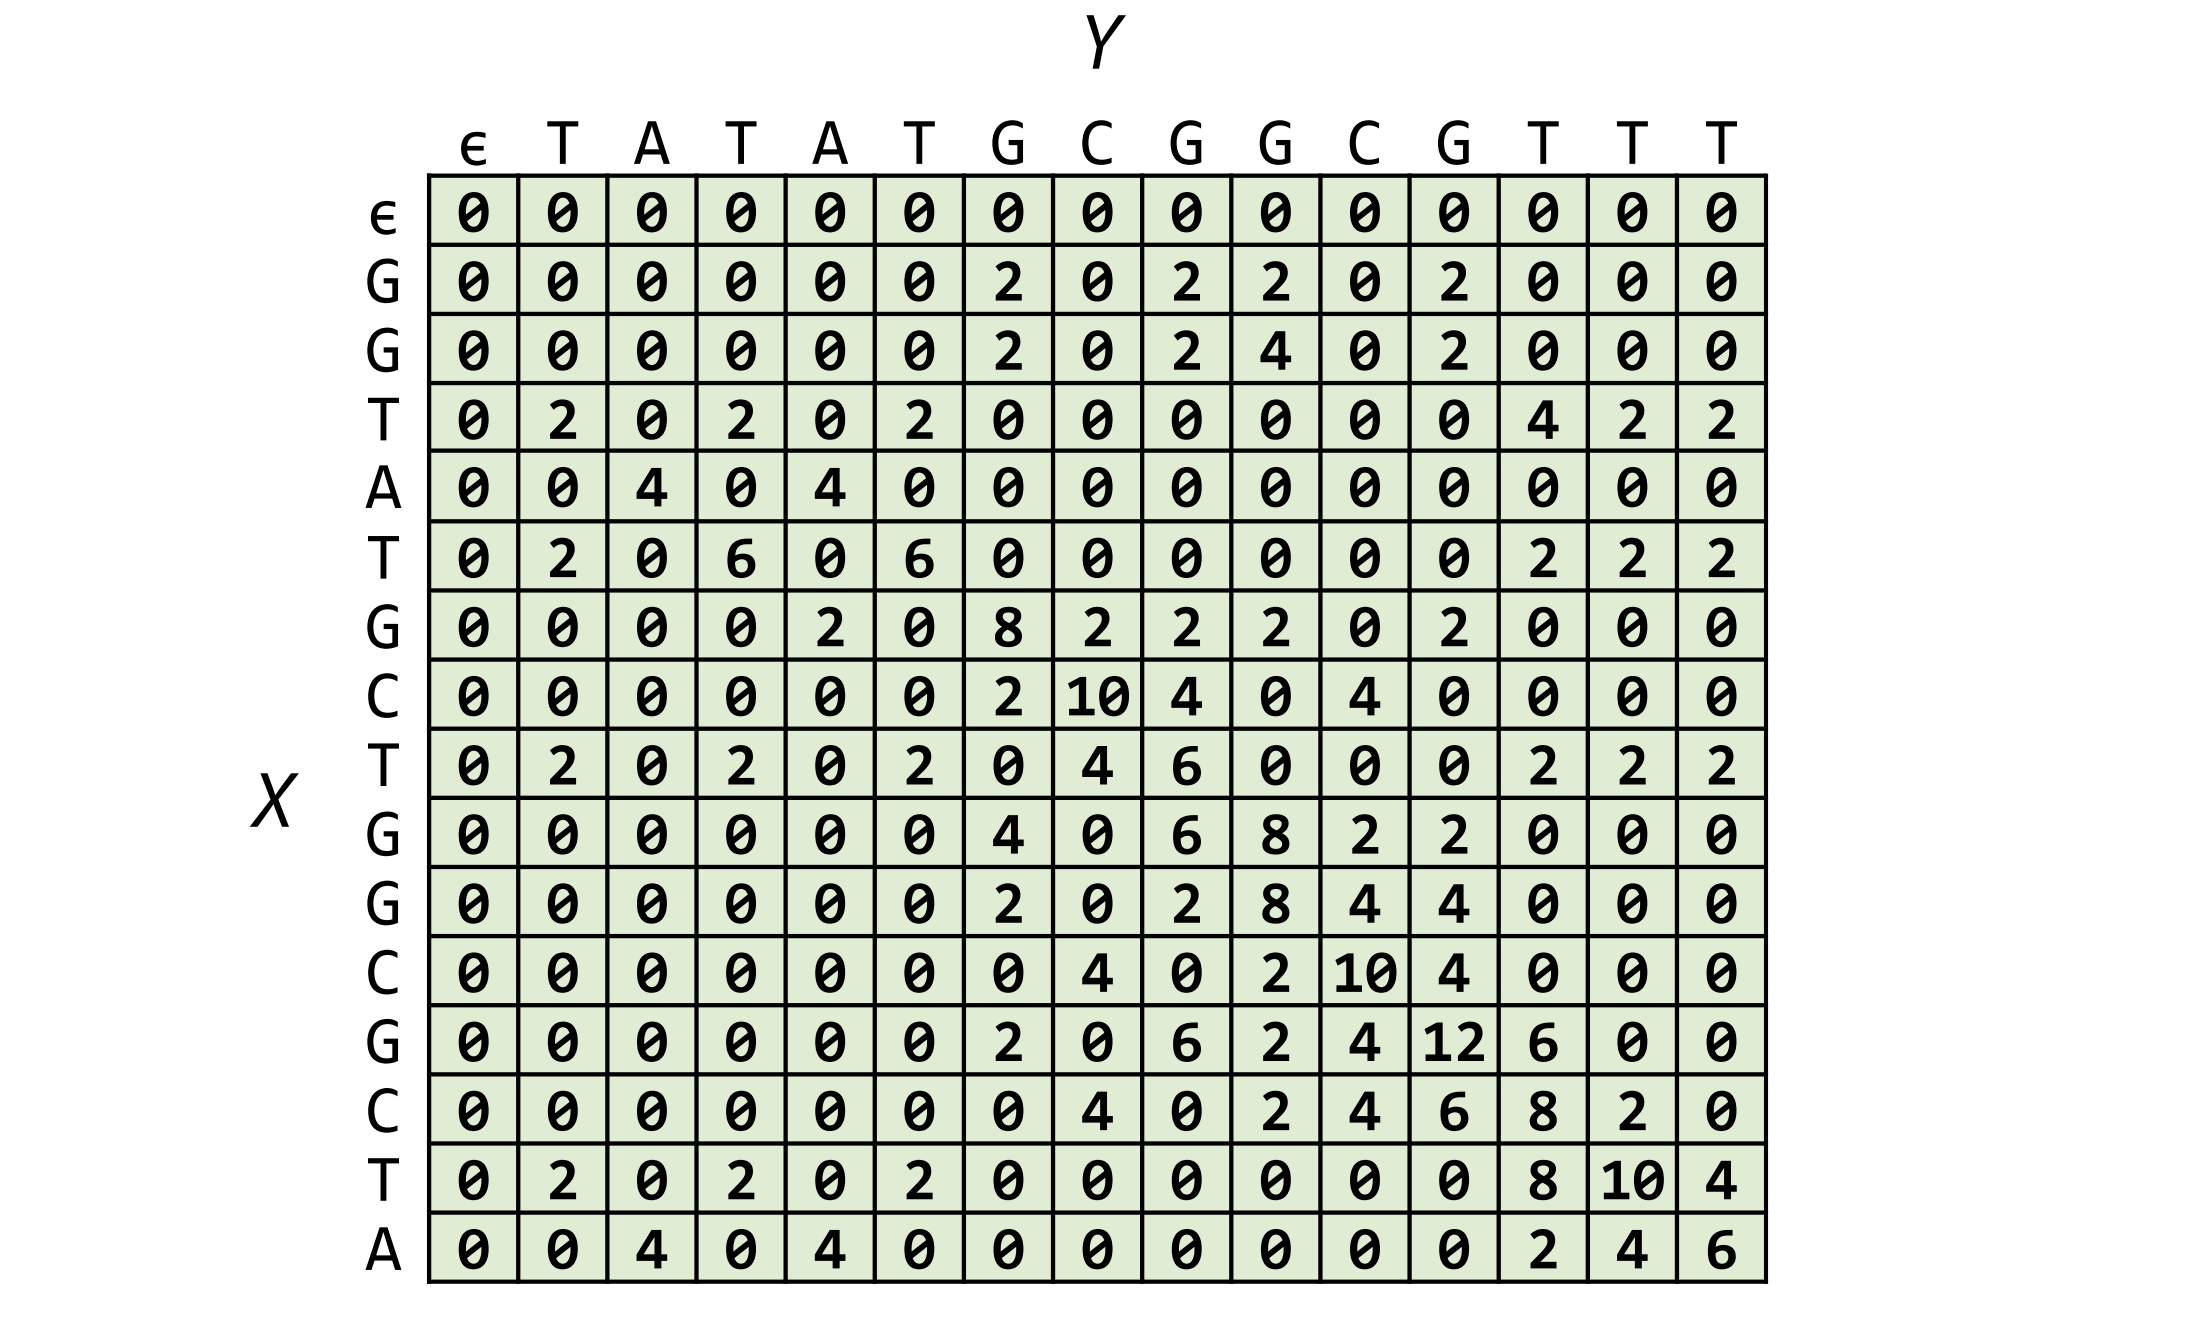 Y
ϵ T A T A T G C G G C G T T T
ϵ 0 0 0 0 0 0 0 0 0 0 0 0 0 0 0
G 0 0 0 0 0 0 2 0 2 2 0 2 0 0 0
G 0 0 0 0 0 0 2 0 2 4 0 2 0 0 0
T 0 2 0 2 0 2 0 0 0 0 0 0 4 2 2
A 0 0 4 0 4 0 0 0 0 0 0 0 0 0 0
T 0 2 0 6 0 6 0 0 0 0 0 0 2 2 2
G 0 0 0 0 2 0 8 2 2 2 0 2 0 0 0
C 0 0 0 0 0 0 2 10 4 0 4 0 0 0 0
X
T 0 2 0 2 0 2 0 4 6 0 0 0 2 2 2
G 0 0 0 0 0 0 4 0 6 8 2 2 0 0 0
G 0 0 0 0 0 0 2 0 2 8 4 4 0 0 0
C 0 0 0 0 0 0 0 4 0 2 10 4 0 0 0
G 0 0 0 0 0 0 2 0 6 2 4 12 6 0 0
C 0 0 0 0 0 0 0 4 0 2 4 6 8 2 0
T 0 2 0 2 0 2 0 0 0 0 0 0 8 10 4
A 0 0 4 0 4 0 0 0 0 0 0 0 2 4 6